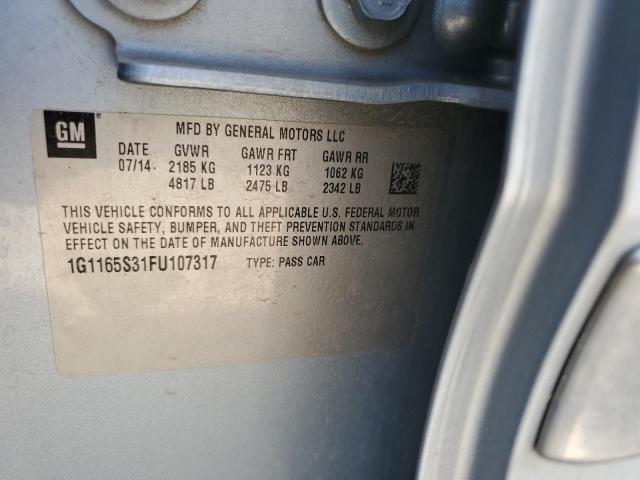 GM
MFD BY GENERAL MOTORS LLC
DATE GVWR GAWR FRT GAWR RR
07/14 2185 KG 1123 KG 1062 KG
4817 LB 2475 LB 2342 LB
THIS VEHICLE CONFORMS TO ALL APPLICABLE U.S. FEDERAL MOTOR
VEHICLE SAFETY, BUMPER, AND THEFT PREVENTION STANDARDS IN
EFFECT ON THE DATE OF MANUFACTURE SHOWN ABOVE.
1G1165S31FU107317 TYPE: PASS CAR